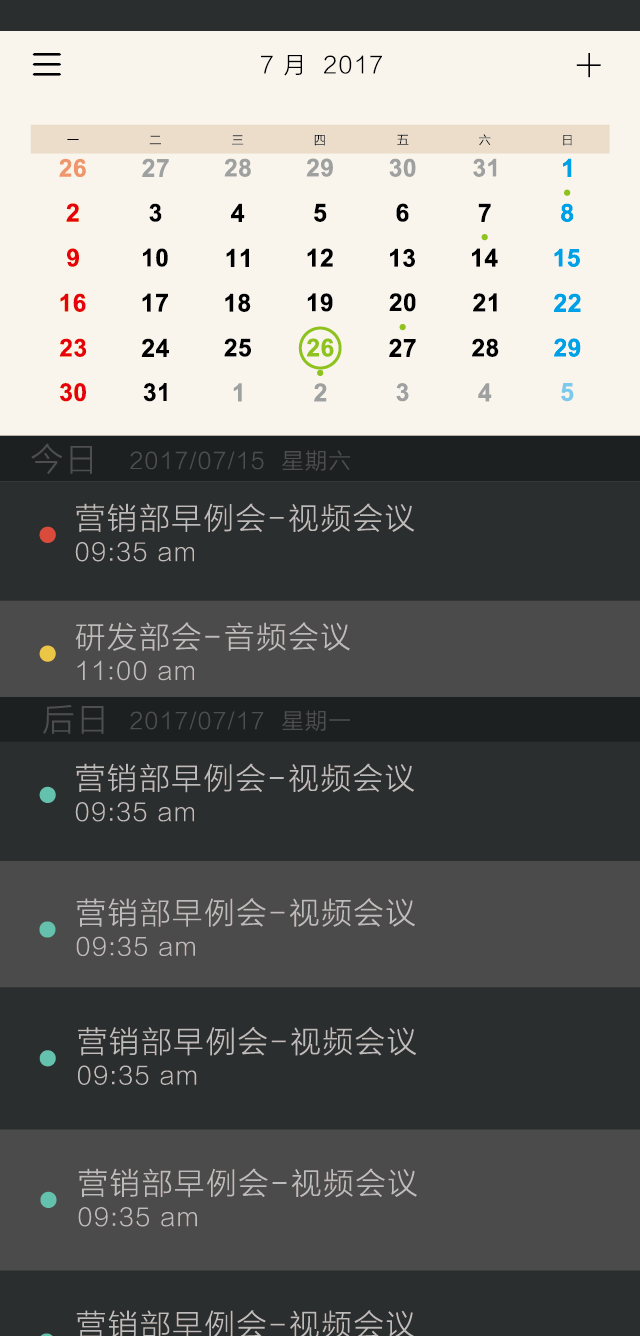 7 月 2017
一 二 三 四 五 六 日
26 27 28 29 30 31 1
2 3 4 5 6 7 8
9 10 11 12 13 14 15
16 17 18 19 20 21 22
23 24 25 26 27 28 29
30 31 1 2 3 4 5
今日 2017/07/15 星期六
营销部早例会-视频会议
09:35 am
研发部会-音频会议
11:00 am
后日 2017/07/17 星期一
营销部早例会-视频会议
09:35 am
营销部早例会-视频会议
09:35 am
营销部早例会-视频会议
09:35 am
营销部早例会-视频会议
09:35 am
营销部早例会-视频会议